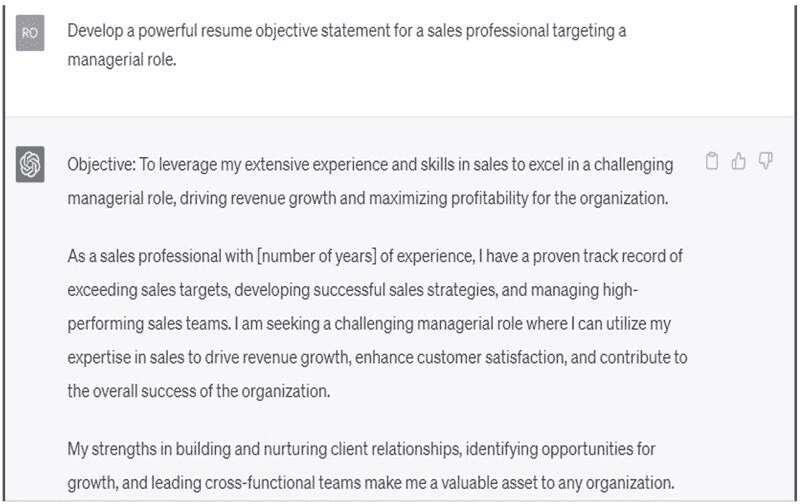 RO
Develop a powerful resume objective statement for a sales professional targeting a
managerial role.
Objective: To leverage my extensive experience and skills in sales to excel in a challenging
managerial role, driving revenue growth and maximizing profitability for the organization.
As a sales professional with [number of years] of experience, I have a proven track record of
exceeding sales targets, developing successful sales strategies, and managing high-
performing sales teams. I am seeking a challenging managerial role where I can utilize my
expertise in sales to drive revenue growth, enhance customer satisfaction, and contribute to
the overall success of the organization.
My strengths in building and nurturing client relationships, identifying opportunities for
growth, and leading cross-functional teams make me a valuable asset to any organization.